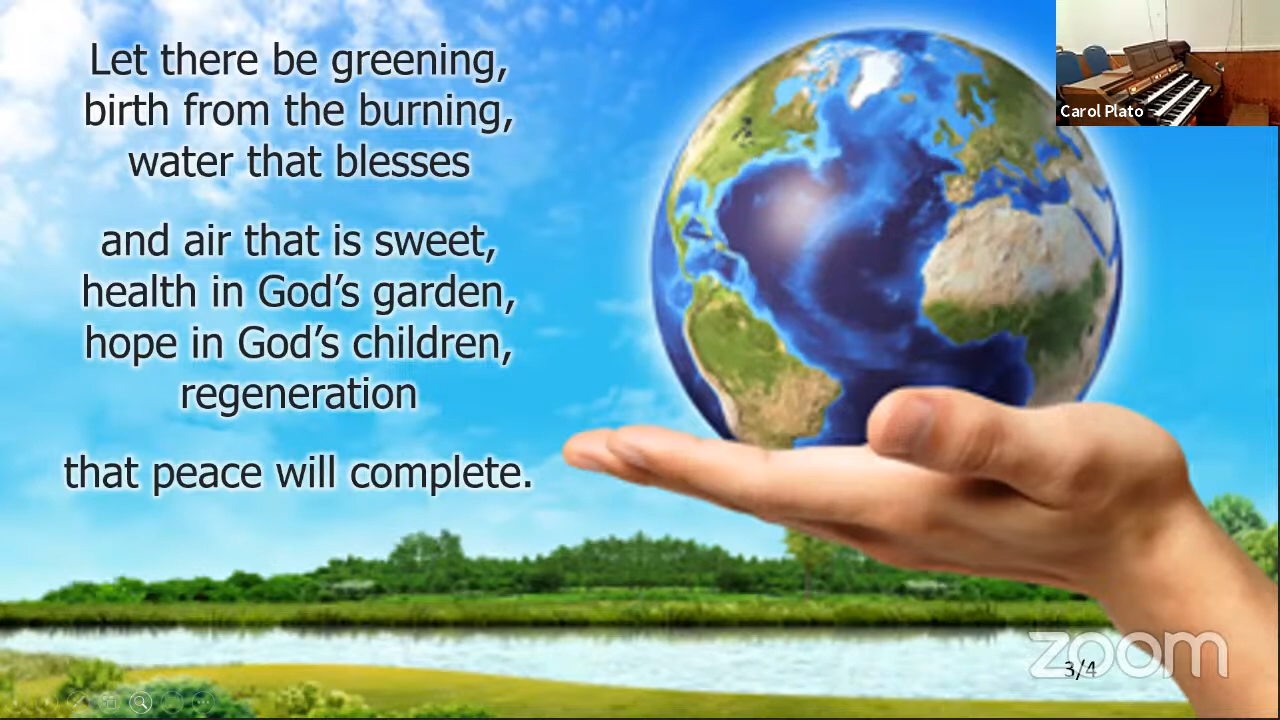 Let there be greening,
birth from the burning,
water that blesses
and air that is sweet,
health in God's garden,
hope in God's children,
regeneration
that peace will complete.
Carol Plato
zoom
3/4